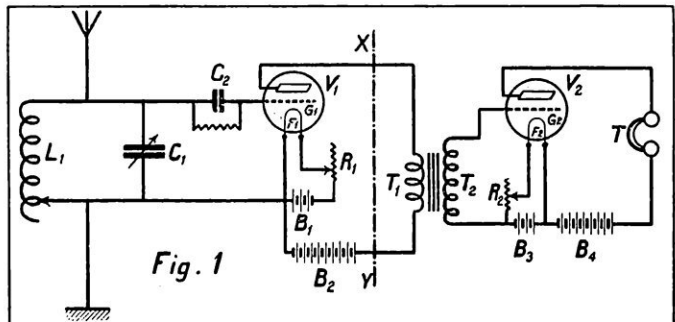 X
C₂
V₁
V₂
G₁
F₁
G₂
F₂
L₁
C₁
R₁
T₁
T₂
R₂
T
B₁
B₃
B₄
B₂
Fig. 1
Y